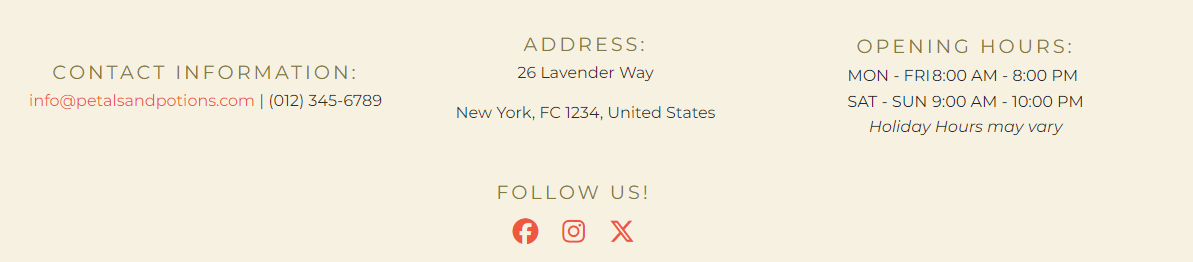 CONTACT INFORMATION:
info@petalsandpotions.com | (012) 345-6789
ADDRESS:
26 Lavender Way
New York, FC 1234, United States
OPENING HOURS:
MON - FRI8:00 AM - 8:00 PM
SAT - SUN 9:00 AM - 10:00 PM
Holiday Hours may vary
FOLLOW US!